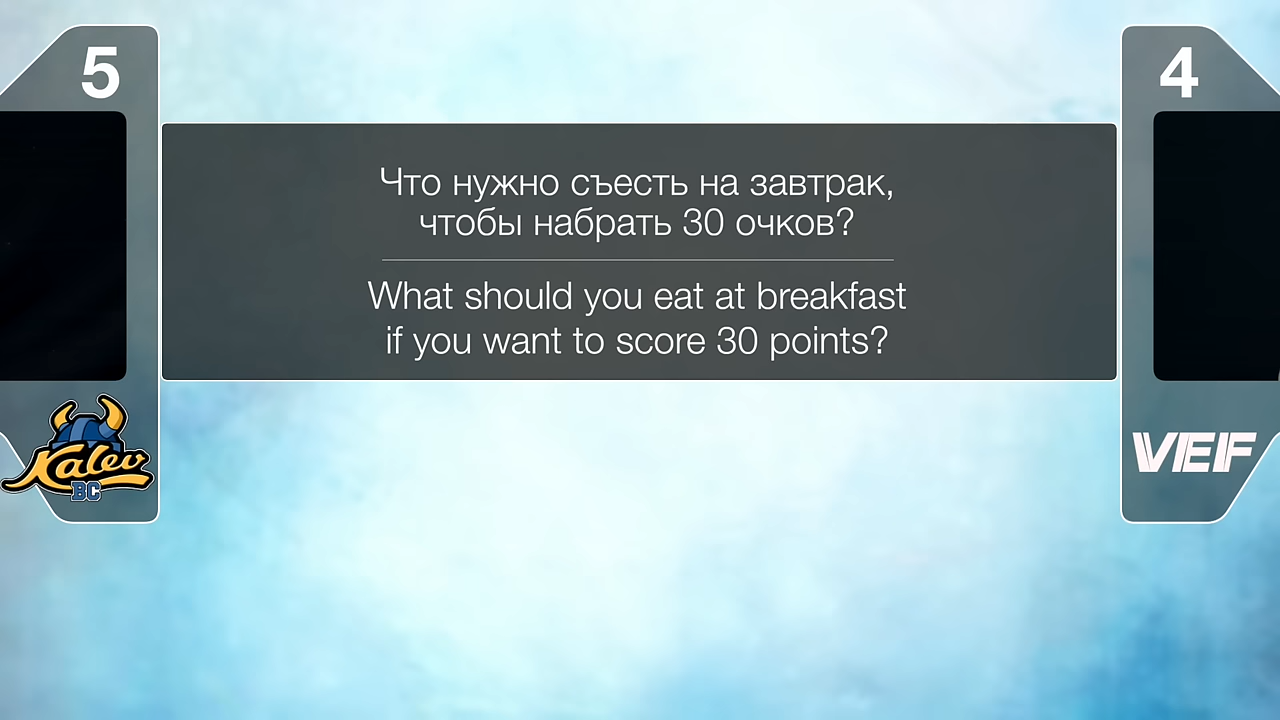 5
4
Что нужно съесть на завтрак,
чтобы набрать 30 очков?
What should you eat at breakfast
if you want to score 30 points?
Kalev
BC
VEF